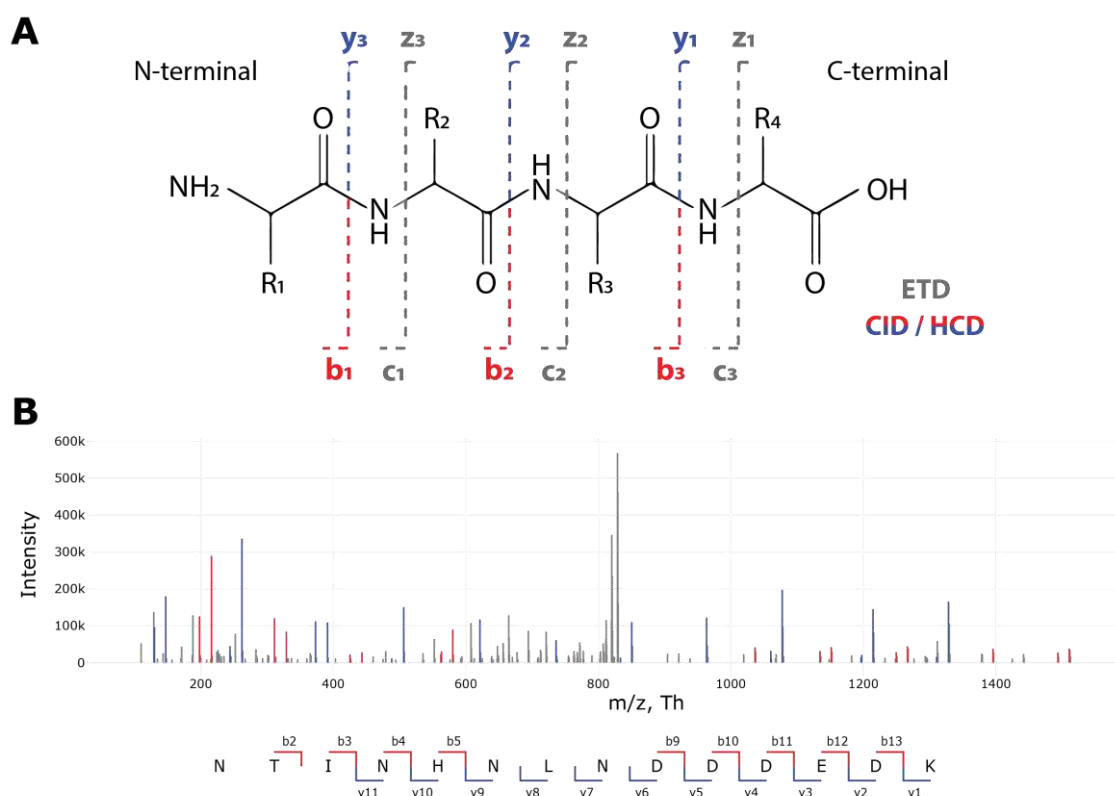 A
y3 z3 y2 z2 y1 z1
N-terminal C-terminal
O R2 O R4
H
NH2 N OH
N N
H H
R1 O R3 O
ETD
CID / HCD
b1 c1 b2 c2 b3 c3
B
600k
500k
400k
300k
200k
100k
0
Intensity
200 400 600 800 1000 1200 1400
m/z, Th
b2 b3 b4 b5 b9 b10 b11 b12 b13
N T I N H N L N D D D E D K
y11 y10 y9 y8 y7 y6 y5 y4 y3 y2 y1